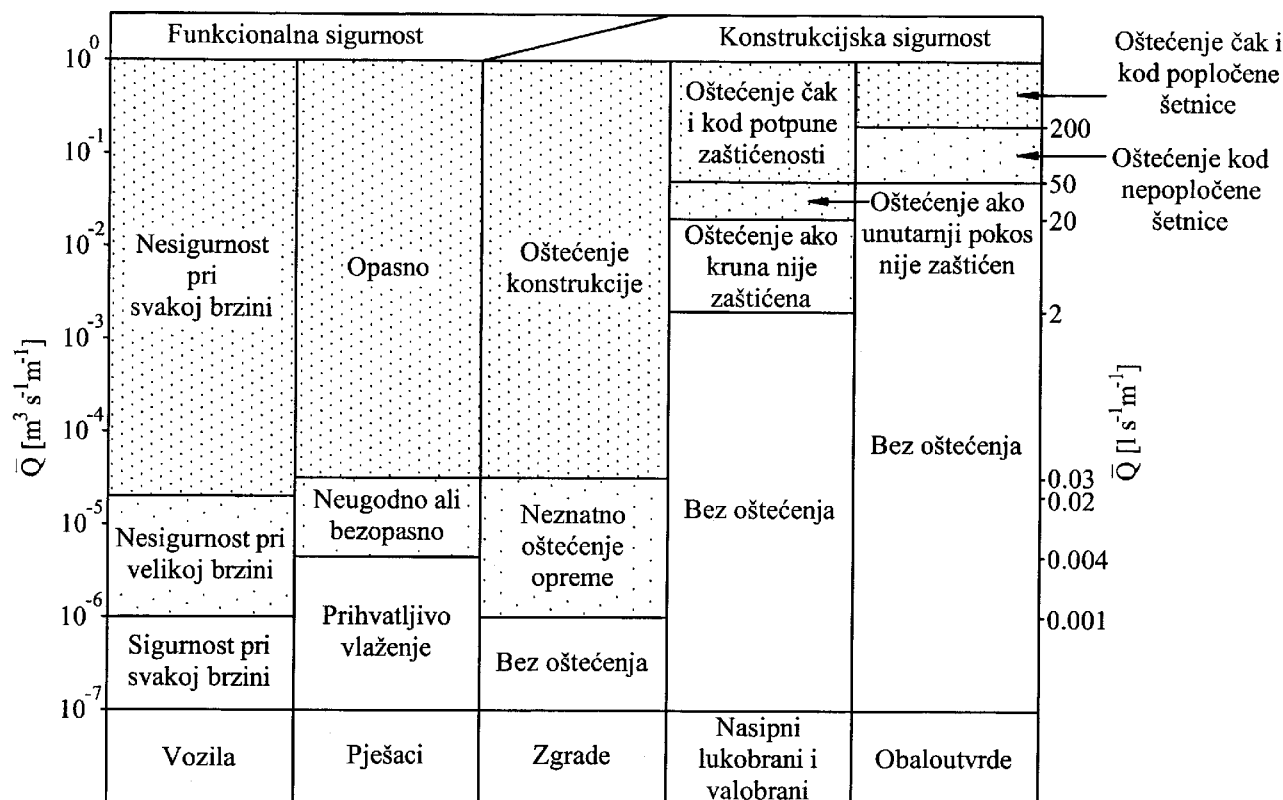 Funkcionalna sigurnost
Konstrukcijska sigurnost
Q̄ [m³ s⁻¹m⁻¹]
10⁰
10⁻¹
10⁻²
10⁻³
10⁻⁴
10⁻⁵
10⁻⁶
10⁻⁷
Nesigurnost
pri
svakoj brzini
Nesigurnost pri
velikoj brzini
Sigurnost pri
svakoj brzini
Vozila
Opasno
Neugodno ali
bezopasno
Prihvatljivo
vlaženje
Pješaci
Oštećenje
konstrukcije
Neznatno
oštećenje
opreme
Bez oštećenja
Zgrade
Oštećenje čak
i kod potpune
zaštićenosti
Oštećenje ako
kruna nije
zaštićena
Bez oštećenja
Nasipni
lukobrani i
valobrani
Oštećenje ako
unutarnji pokos
nije zaštićen
Bez oštećenja
Obaloutvrde
200
50
20
2
0.03
0.02
0.004
0.001
Q̄ [l s⁻¹m⁻¹]
Oštećenje čak i
kod popločene
šetnice
Oštećenje kod
nepopločene
šetnice